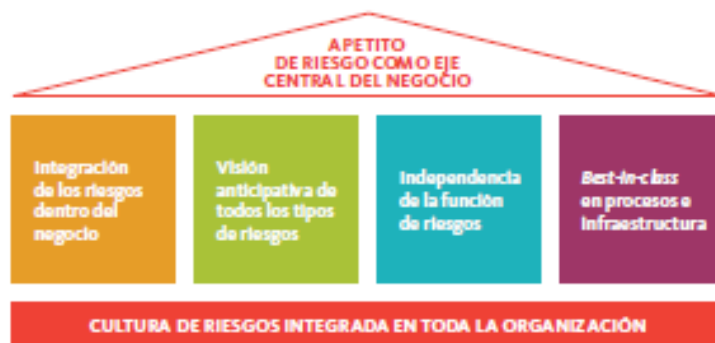 APETITO
DE RIESGO COMO EJE
CENTRAL DEL NEGOCIO
Integración
de los riesgos
dentro del
negocio
Visión
anticipativa de
todos los tipos
de riesgos
Independencia
de la función
de riesgos
Best-in-class
en procesos e
infraestructura
CULTURA DE RIESGOS INTEGRADA EN TODA LA ORGANIZACIÓN